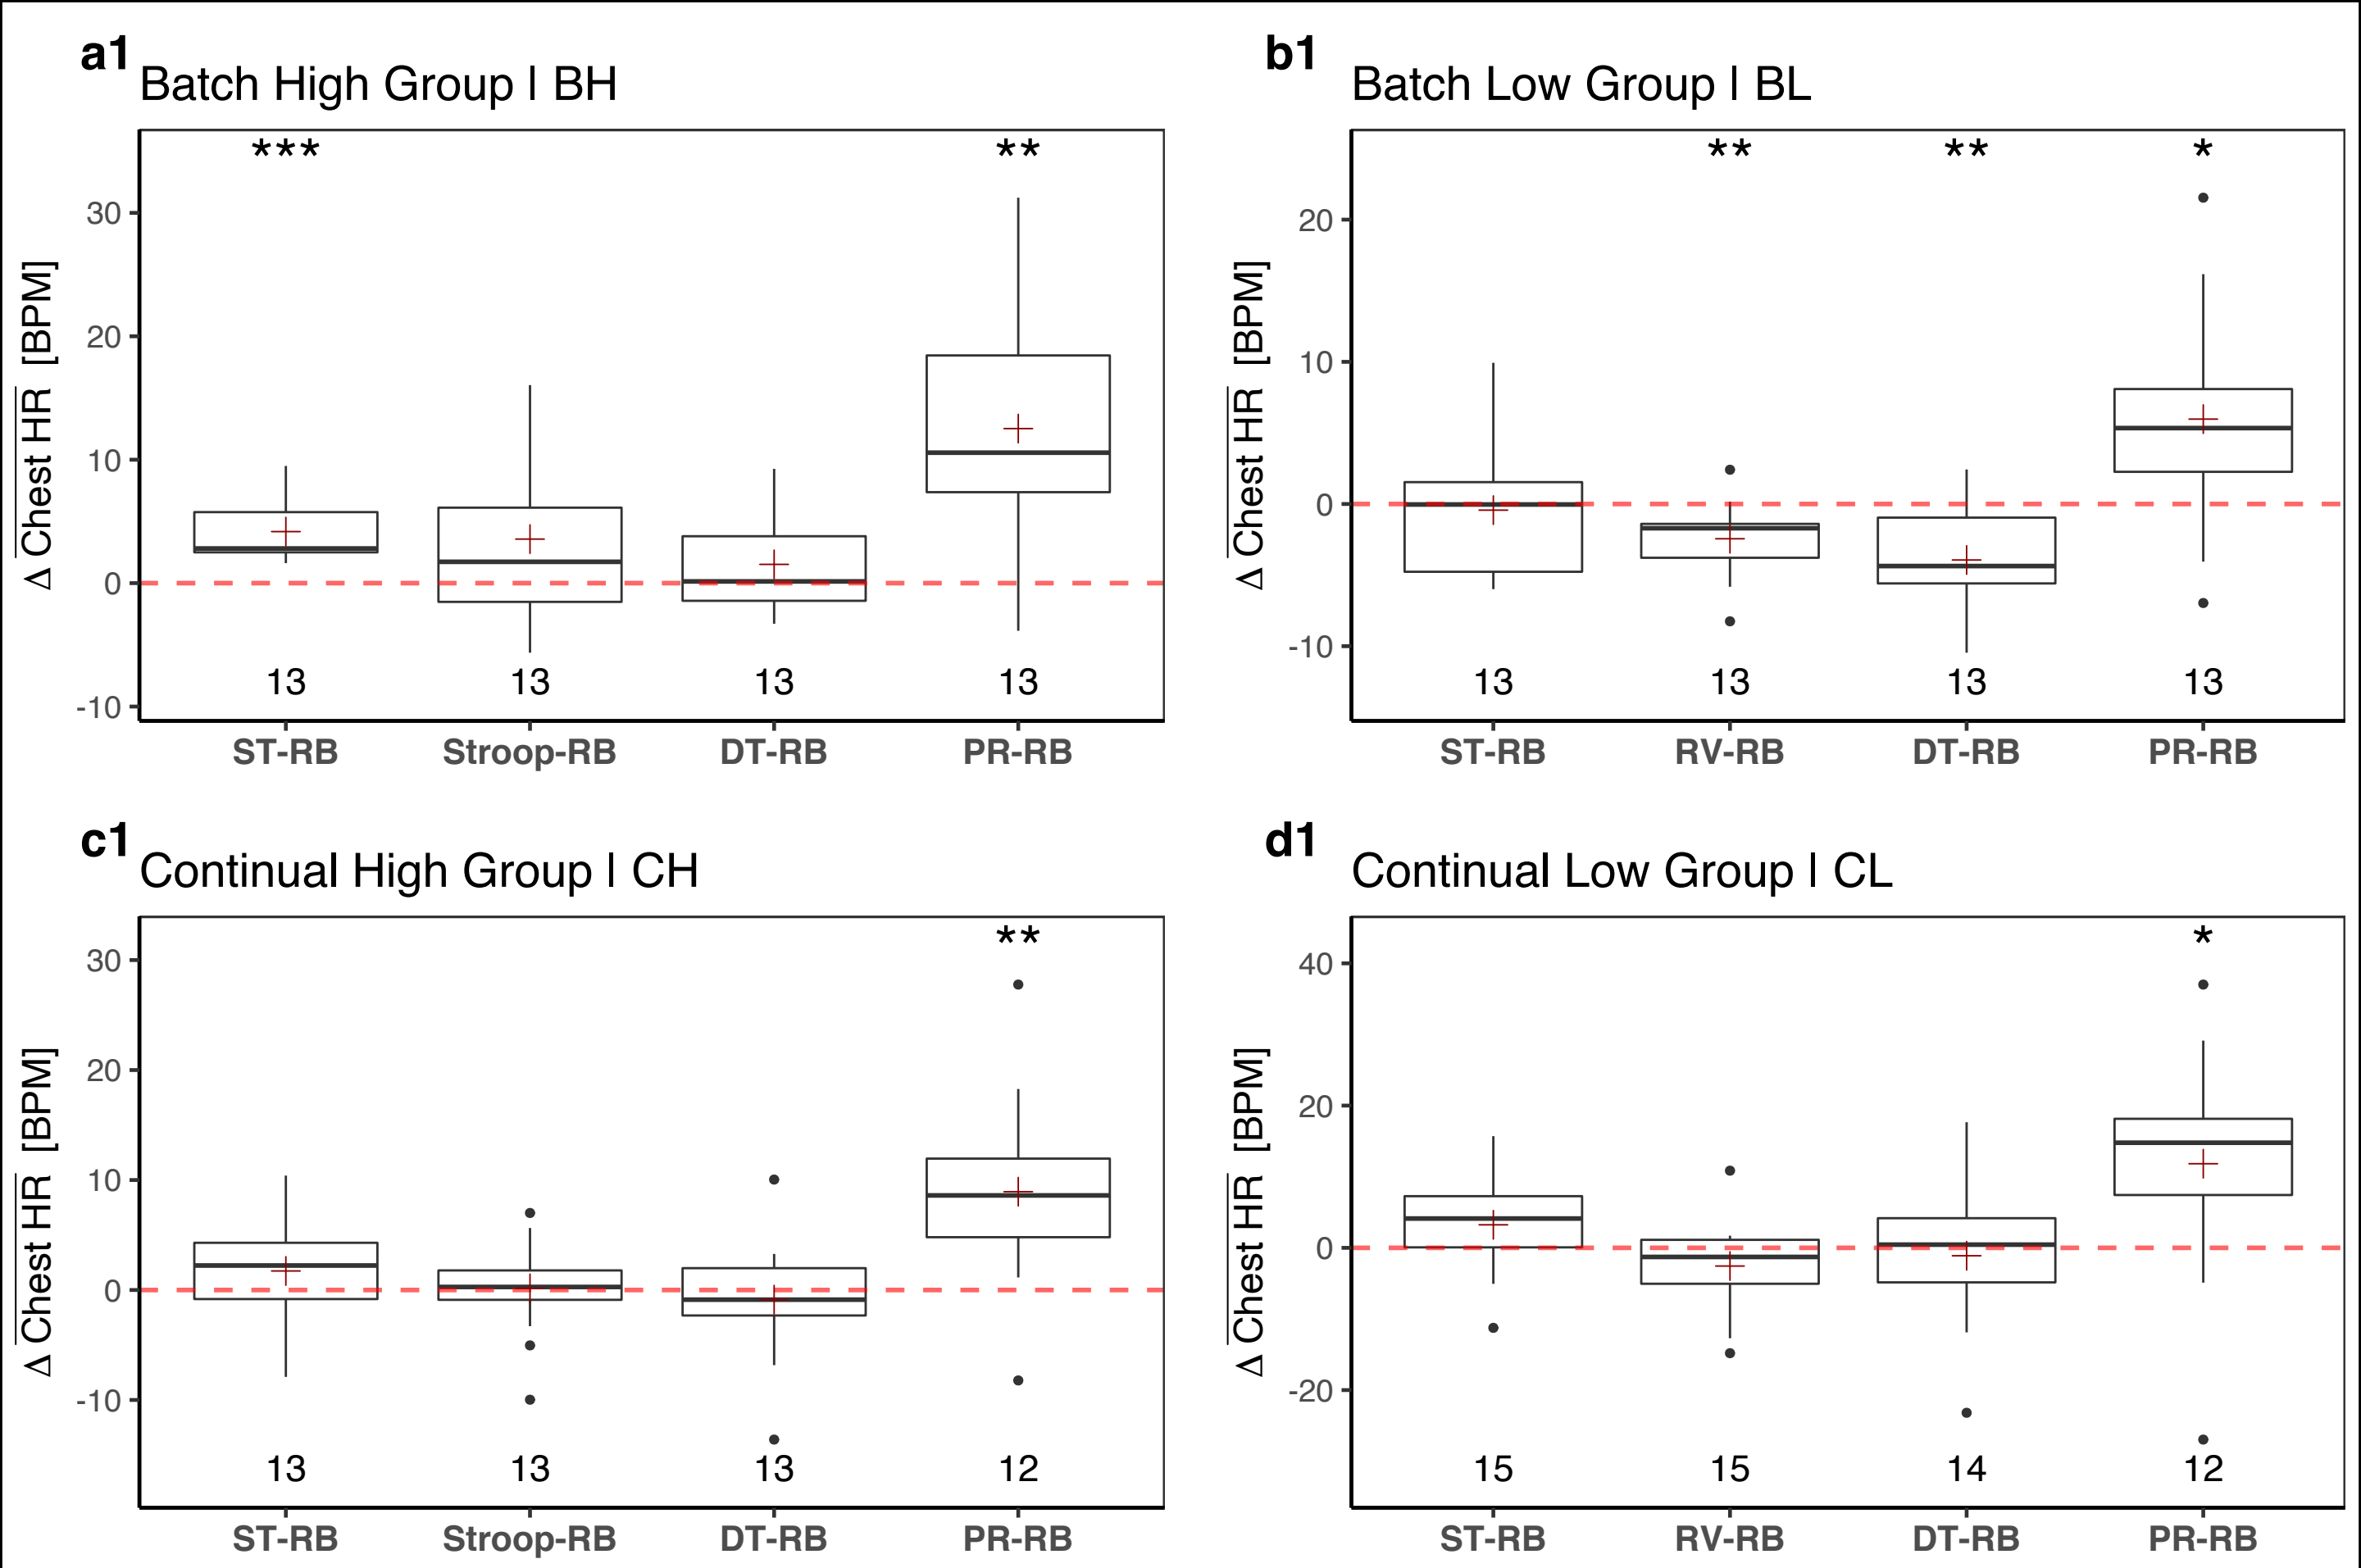 a1
Batch High Group | BH
*** **
Δ Chest HR [BPM]
30
20
10
0
-10
13 13 13 13
ST-RB Stroop-RB DT-RB PR-RB
b1
Batch Low Group | BL
** ** *
Δ Chest HR [BPM]
20
10
0
-10
13 13 13 13
ST-RB RV-RB DT-RB PR-RB
c1
Continual High Group | CH
**
Δ Chest HR [BPM]
30
20
10
0
-10
13 13 13 12
ST-RB Stroop-RB DT-RB PR-RB
d1
Continual Low Group | CL
*
Δ Chest HR [BPM]
40
20
0
-20
15 15 14 12
ST-RB RV-RB DT-RB PR-RB